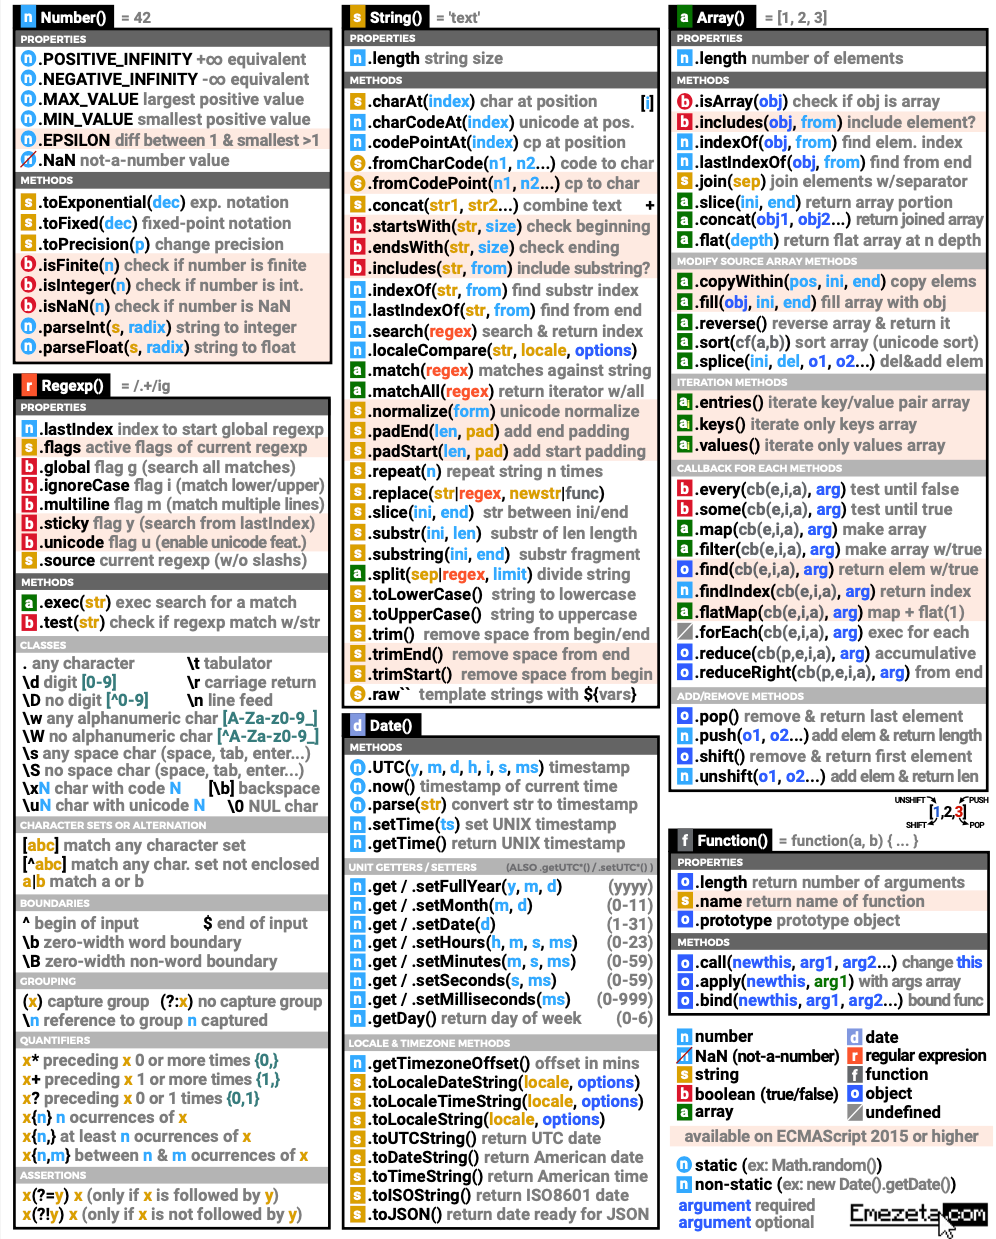 n Number() = 42
PROPERTIES
n .POSITIVE_INFINITY +∞ equivalent
n .NEGATIVE_INFINITY -∞ equivalent
n .MAX_VALUE largest positive value
n .MIN_VALUE smallest positive value
n .EPSILON diff between 1 & smallest >1
n .NaN not-a-number value
METHODS
s .toExponential(dec) exp. notation
s .toFixed(dec) fixed-point notation
s .toPrecision(p) change precision
b .isFinite(n) check if number is finite
b .isInteger(n) check if number is int.
b .isNaN(n) check if number is NaN
n .parseInt(s, radix) string to integer
n .parseFloat(s, radix) string to float
r Regexp() = /.+/ig
PROPERTIES
n .lastIndex index to start global regexp
s .flags active flags of current regexp
b .global flag g (search all matches)
b .ignoreCase flag i (match lower/upper)
b .multiline flag m (match multiple lines)
b .sticky flag y (search from lastIndex)
b .unicode flag u (enable unicode feat.)
s .source current regexp (w/o slashs)
METHODS
a .exec(str) exec search for a match
b .test(str) check if regexp match w/str
CLASSES
. any character \t tabulator
\d digit [0-9] \r carriage return
\D no digit [^0-9] \n line feed
\w any alphanumeric char [A-Za-z0-9_]
\W no alphanumeric char [^A-Za-z0-9_]
\s any space char (space, tab, enter...)
\S no space char (space, tab, enter...)
\xN char with code N [\b] backspace
\uN char with unicode N \0 NUL char
CHARACTER SETS OR ALTERNATION
[abc] match any character set
[^abc] match any char. set not enclosed
a|b match a or b
BOUNDARIES
^ begin of input $ end of input
\b zero-width word boundary
\B zero-width non-word boundary
GROUPING
(x) capture group (?:x) no capture group
\n reference to group n captured
QUANTIFIERS
x* preceding x 0 or more times {0,}
x+ preceding x 1 or more times {1,}
x? preceding x 0 or 1 times {0,1}
x{n} n ocurrences of x
x{n,} at least n ocurrences of x
x{n,m} between n & m ocurrences of x
ASSERTIONS
x(?=y) x (only if x is followed by y)
x(?!y) x (only if x is not followed by y)
s String() = 'text'
PROPERTIES
n .length string size
METHODS
s .charAt(index) char at position [i]
n .charCodeAt(index) unicode at pos.
n .codePointAt(index) cp at position
s .fromCharCode(n1, n2...) code to char
s .fromCodePoint(n1, n2...) cp to char
s .concat(str1, str2...) combine text +
b .startsWith(str, size) check beginning
b .endsWith(str, size) check ending
b .includes(str, from) include substring?
n .indexOf(str, from) find substr index
n .lastIndexOf(str, from) find from end
n .search(regex) search & return index
n .localeCompare(str, locale, options)
a .match(regex) matches against string
a .matchAll(regex) return iterator w/all
s .normalize(form) unicode normalize
s .padEnd(len, pad) add end padding
s .padStart(len, pad) add start padding
s .repeat(n) repeat string n times
s .replace(str|regex, newstr|func)
s .slice(ini, end) str between ini/end
s .substr(ini, len) substr of len length
s .substring(ini, end) substr fragment
a .split(sep|regex, limit) divide string
s .toLowerCase() string to lowercase
s .toUpperCase() string to uppercase
s .trim() remove space from begin/end
s .trimEnd() remove space from end
s .trimStart() remove space from begin
s .raw`` template strings with ${vars}
d Date()
METHODS
n .UTC(y, m, d, h, i, s, ms) timestamp
n .now() timestamp of current time
n .parse(str) convert str to timestamp
n .setTime(ts) set UNIX timestamp
n .getTime() return UNIX timestamp
UNIT GETTERS / SETTERS (ALSO .getUTC*() / .setUTC*() )
n .get / .setFullYear(y, m, d) (yyyy)
n .get / .setMonth(m, d) (0-11)
n .get / .setDate(d) (1-31)
n .get / .setHours(h, m, s, ms) (0-23)
n .get / .setMinutes(m, s, ms) (0-59)
n .get / .setSeconds(s, ms) (0-59)
n .get / .setMilliseconds(ms) (0-999)
n .getDay() return day of week (0-6)
LOCALE & TIMEZONE METHODS
n .getTimezoneOffset() offset in mins
s .toLocaleDateString(locale, options)
s .toLocaleTimeString(locale, options)
s .toLocaleString(locale, options)
s .toUTCString() return UTC date
s .toDateString() return American date
s .toTimeString() return American time
s .toISOString() return ISO8601 date
s .toJSON() return date ready for JSON
a Array() = [1, 2, 3]
PROPERTIES
n .length number of elements
METHODS
b .isArray(obj) check if obj is array
b .includes(obj, from) include element?
n .indexOf(obj, from) find elem. index
n .lastIndexOf(obj, from) find from end
s .join(sep) join elements w/separator
a .slice(ini, end) return array portion
a .concat(obj1, obj2...) return joined array
a .flat(depth) return flat array at n depth
MODIFY SOURCE ARRAY METHODS
a .copyWithin(pos, ini, end) copy elems
a .fill(obj, ini, end) fill array with obj
a .reverse() reverse array & return it
a .sort(cf(a,b)) sort array (unicode sort)
a .splice(ini, del, o1, o2...) del&add elem
ITERATION METHODS
ai .entries() iterate key/value pair array
ai .keys() iterate only keys array
ai .values() iterate only values array
CALLBACK FOR EACH METHODS
b .every(cb(e,i,a), arg) test until false
b .some(cb(e,i,a), arg) test until true
a .map(cb(e,i,a), arg) make array
a .filter(cb(e,i,a), arg) make array w/true
o .find(cb(e,i,a), arg) return elem w/true
n .findIndex(cb(e,i,a), arg) return index
a .flatMap(cb(e,i,a), arg) map + flat(1)
.forEach(cb(e,i,a), arg) exec for each
o .reduce(cb(p,e,i,a), arg) accumulative
o .reduceRight(cb(p,e,i,a), arg) from end
ADD/REMOVE METHODS
o .pop() remove & return last element
n .push(o1, o2...) add elem & return length
o .shift() remove & return first element
n .unshift(o1, o2...) add elem & return len
UNSHIFT PUSH
[1,2,3]
SHIFT POP
f Function() = function(a, b) { ... }
PROPERTIES
o .length return number of arguments
s .name return name of function
o .prototype prototype object
METHODS
o .call(newthis, arg1, arg2...) change this
o .apply(newthis, arg1) with args array
o .bind(newthis, arg1, arg2...) bound func
n number d date
n NaN (not-a-number) r regular expresion
s string f function
b boolean (true/false) o object
a array undefined
available on ECMAScript 2015 or higher
n static (ex: Math.random())
n non-static (ex: new Date().getDate())
argument required
argument optional
Emezeta.com